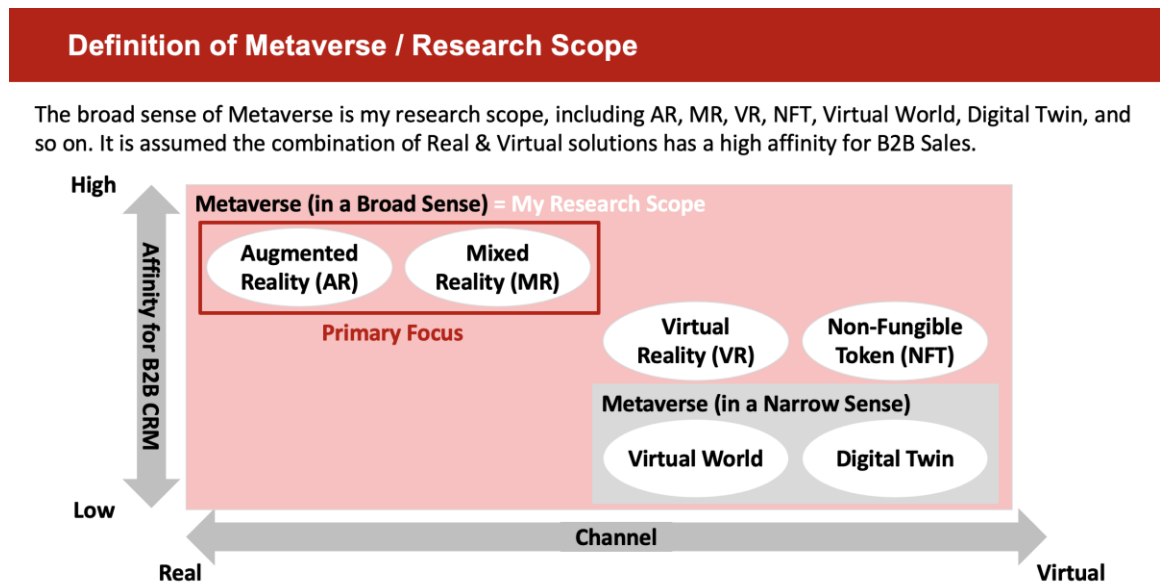 Definition of Metaverse / Research Scope
The broad sense of Metaverse is my research scope, including AR, MR, VR, NFT, Virtual World, Digital Twin, and
so on. It is assumed the combination of Real & Virtual solutions has a high affinity for B2B Sales.
High
Affinity for B2B CRM
Low
Metaverse (in a Broad Sense) = My Research Scope
Augmented
Reality (AR)
Mixed
Reality (MR)
Primary Focus
Virtual
Reality (VR)
Non-Fungible
Token (NFT)
Metaverse (in a Narrow Sense)
Virtual World
Digital Twin
Channel
Real
Virtual